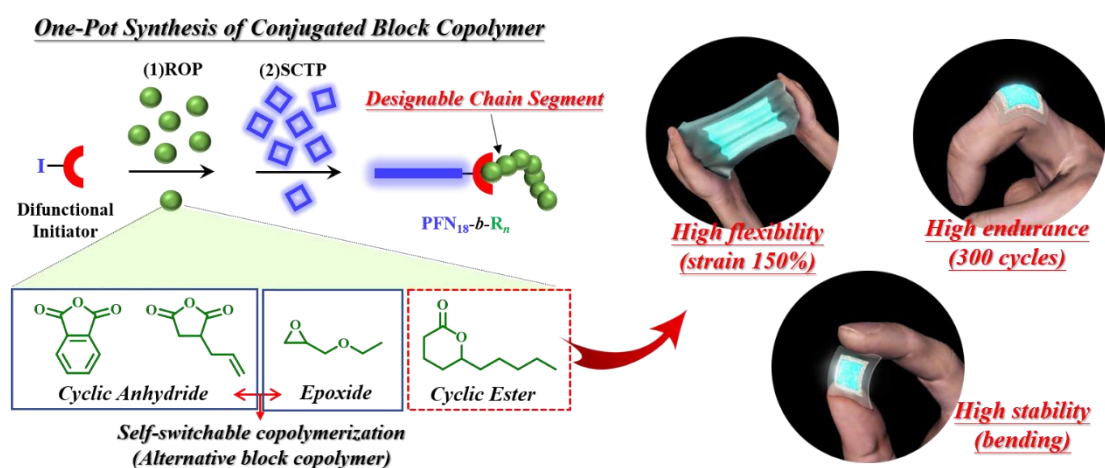 One-Pot Synthesis of Conjugated Block Copolymer
(1)ROP
(2)SCTP
Designable Chain Segment
I
Difunctional
Initiator
PFN18-b-Rn
O O O
O O O
Cyclic Anhydride
O
O
Epoxide
O
O
Cyclic Ester
Self-switchable copolymerization
(Alternative block copolymer)
High flexibility
(strain 150%)
High endurance
(300 cycles)
High stability
(bending)